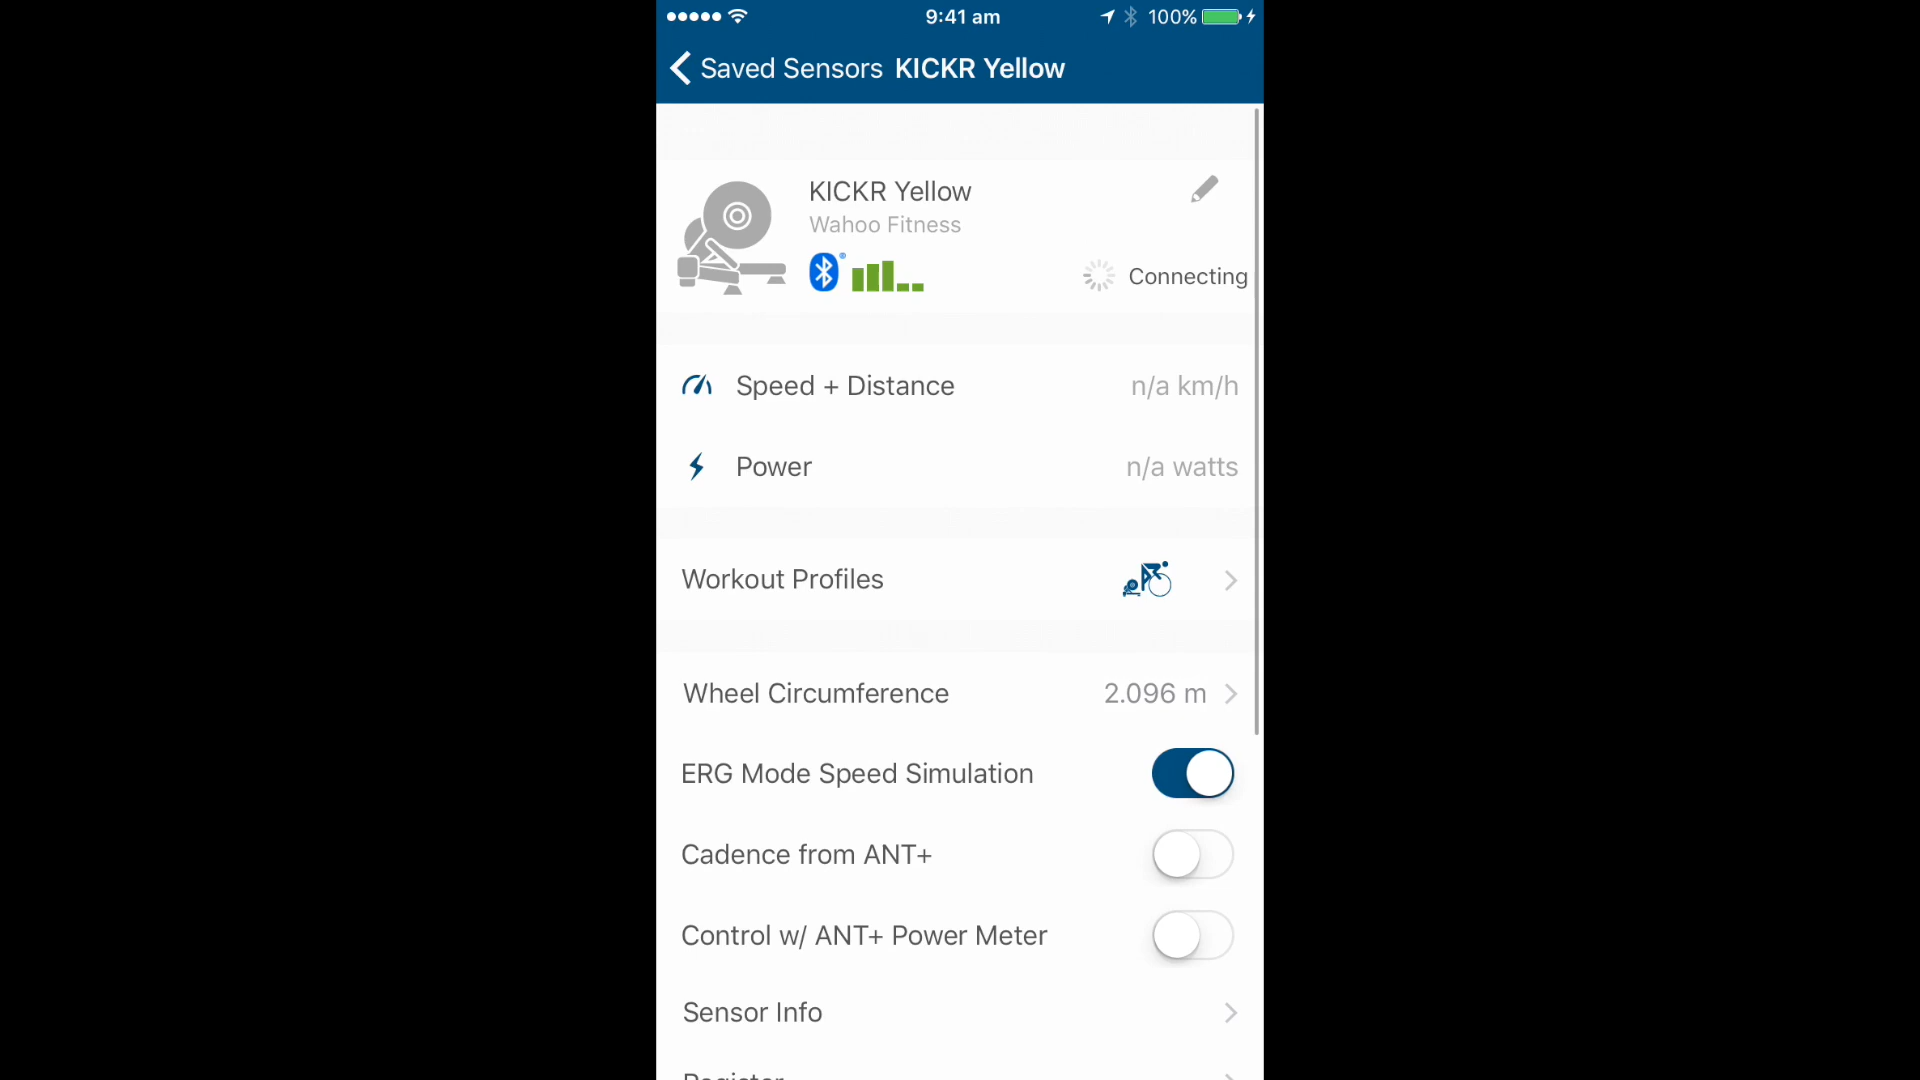 9:41 am
100%
Saved Sensors KICKR Yellow
KICKR Yellow
Wahoo Fitness
Connecting
Speed + Distance n/a km/h
Power n/a watts
Workout Profiles
Wheel Circumference 2.096 m
ERG Mode Speed Simulation
Cadence from ANT+
Control w/ ANT+ Power Meter
Sensor Info
Register